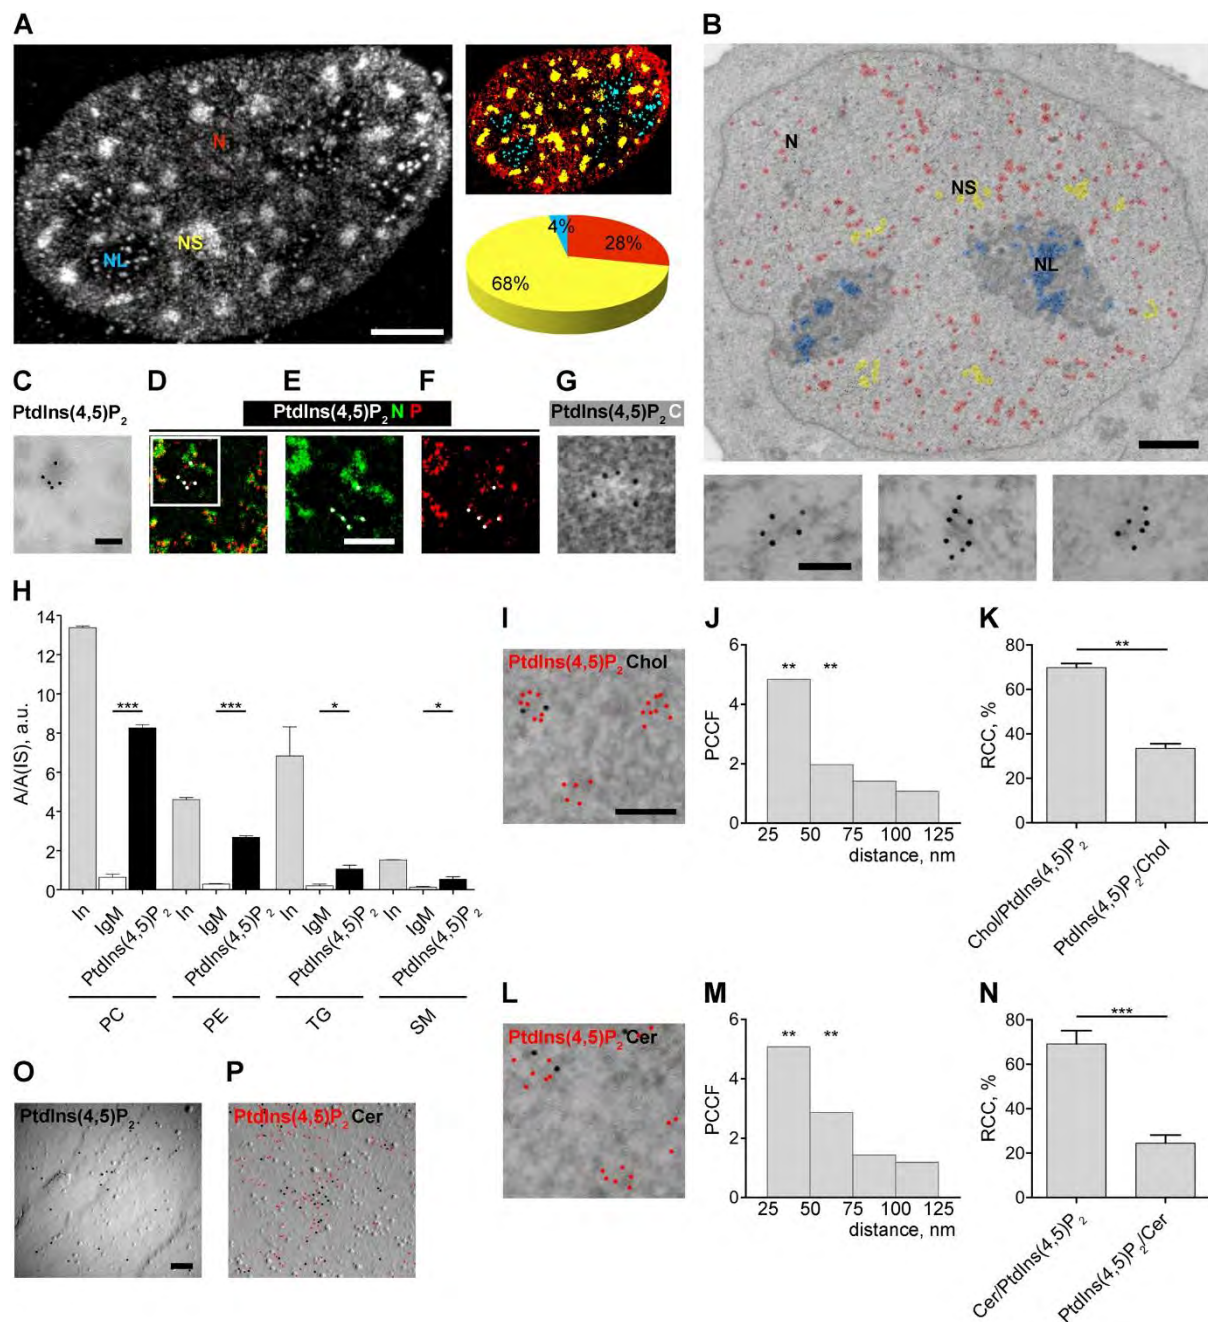 A
N
NS
NL
4%
28%
68%
B
N
NS
NL
C
PtdIns(4,5)P₂
D
E
F
PtdIns(4,5)P₂ N P
G
PtdIns(4,5)P₂ C
H
14
12
10
8
6
4
2
0
A/A(IS), a.u.
***
***
*
*
In
IgM
PtdIns(4,5)P₂
In
IgM
PtdIns(4,5)P₂
In
IgM
PtdIns(4,5)P₂
In
IgM
PtdIns(4,5)P₂
PC
PE
TG
SM
I
PtdIns(4,5)P₂ Chol
J
6
4
2
0
PCCF
** **
25 50 75 100 125
distance, nm
K
80
60
40
20
0
RCC, %
**
Chol/PtdIns(4,5)P₂
PtdIns(4,5)P₂/Chol
L
PtdIns(4,5)P₂ Cer
M
6
4
2
0
PCCF
** **
25 50 75 100 125
distance, nm
N
80
60
40
20
0
RCC, %
***
Cer/PtdIns(4,5)P₂
PtdIns(4,5)P₂/Cer
O
PtdIns(4,5)P₂
P
PtdIns(4,5)P₂ Cer